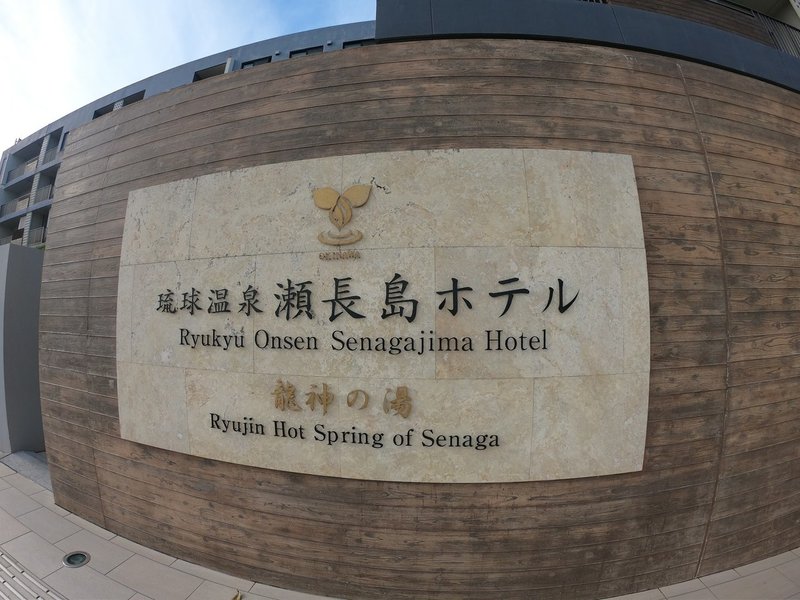 OKINAWA
琉球温泉 瀬長島ホテル
Ryukyu Onsen Senagajima Hotel
龍神の湯
Ryujin Hot Spring of Senaga